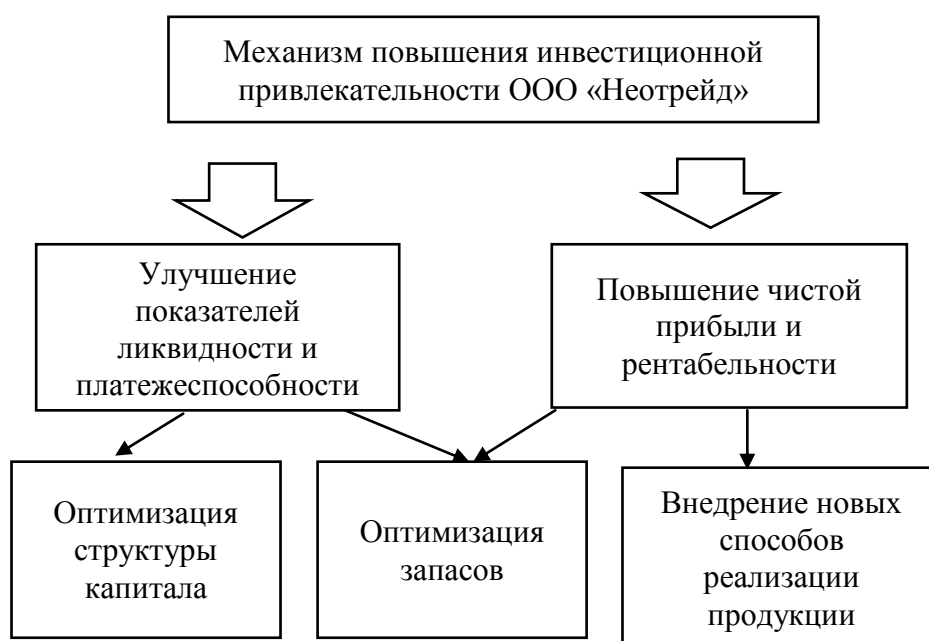 Механизм повышения инвестиционной
привлекательности ООО «Неотрейд»
Улучшение
показателей
ликвидности и
платежеспособности
Повышение чистой
прибыли и
рентабельности
Оптимизация
структуры
капитала
Оптимизация
запасов
Внедрение новых
способов
реализации
продукции